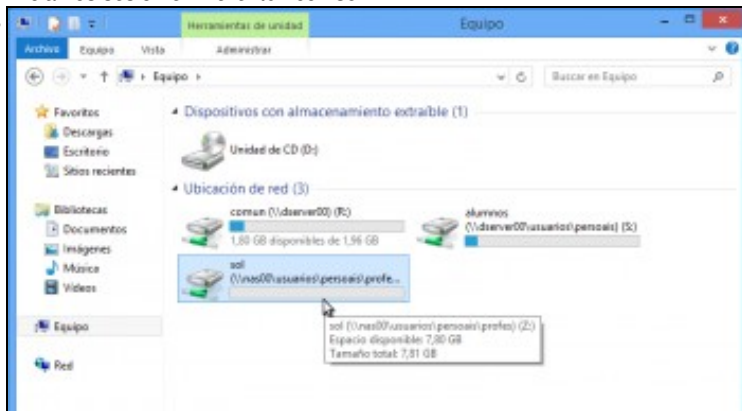 Herramientas de unidad
Equipo
Archivo
Equipo
Vista
Administrar
Equipo
Buscar en Equipo
Favoritos
Descargas
Escritorio
Sitios recientes
Bibliotecas
Documentos
Imágenes
Música
Vídeos
Equipo
Red
Dispositivos con almacenamiento extraíble (1)
Unidad de CD (D:)
Ubicación de red (3)
comun (\\dserver00) (R:)
1,80 GB disponibles de 1,96 GB
alumnos
(\\dserver00\usuarios\persoais) (S:)
sol
(\\nas00\usuarios\persoais\profe...
sol (\\nas00\usuarios\persoais\profes) (Z:)
Espacio disponible: 7,80 GB
Tamaño total: 7,81 GB